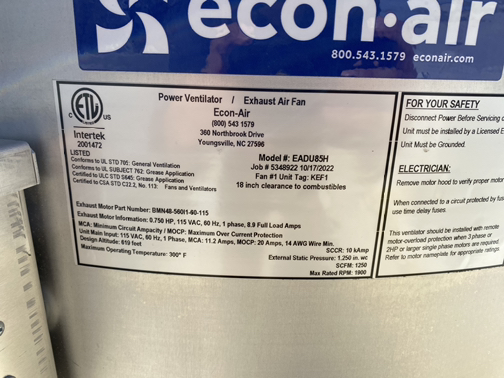 econ·air
800.543.1579 econair.com
ETL
C US
Intertek
2001472
LISTED
Power Ventilator / Exhaust Air Fan
Econ-Air
(800) 543 1579
360 Northbrook Drive
Youngsville, NC 27596
Conforms to UL STD 705: General Ventilation
Conforms to UL SUBJECT 762: Grease Application
Certified to ULC STD S645: Grease Application
Certified to CSA STD C22.2, No. 113: Fans and Ventilators
Model #: EADU85H
Job # 5348922 10/17/2022
Fan #1 Unit Tag: KEF1
18 inch clearance to combustibles
Exhaust Motor Part Number: BMN48-560I1-60-115
Exhaust Motor Information: 0.750 HP, 115 VAC, 60 Hz, 1 phase, 8.9 Full Load Amps
MCA: Minimum Circuit Ampacity / MOCP: Maximum Over Current Protection
Unit Main Input: 115 VAC, 60 Hz, 1 Phase, MCA: 11.2 Amps, MOCP: 20 Amps, 14 AWG Wire Min.
Design Altitude: 619 feet
Maximum Operating Temperature: 300° F
SCCR: 10 kAmp
External Static Pressure: 1.250 in. wc
SCFM: 1250
Max Rated RPM: 1900
FOR YOUR SAFETY
Disconnect Power Before Servicing
Unit must be installed by a Licensed E
Unit Must Be Grounded.
ELECTRICIAN:
Remove motor hood to verify proper
When connected to a circuit protected by fus
use time delay fuses.
This ventilator should be installed with remote
motor-overload protection when 3 phase or
2HP or larger single phase motors are required.
Refer to motor nameplate for appropriate ratings.